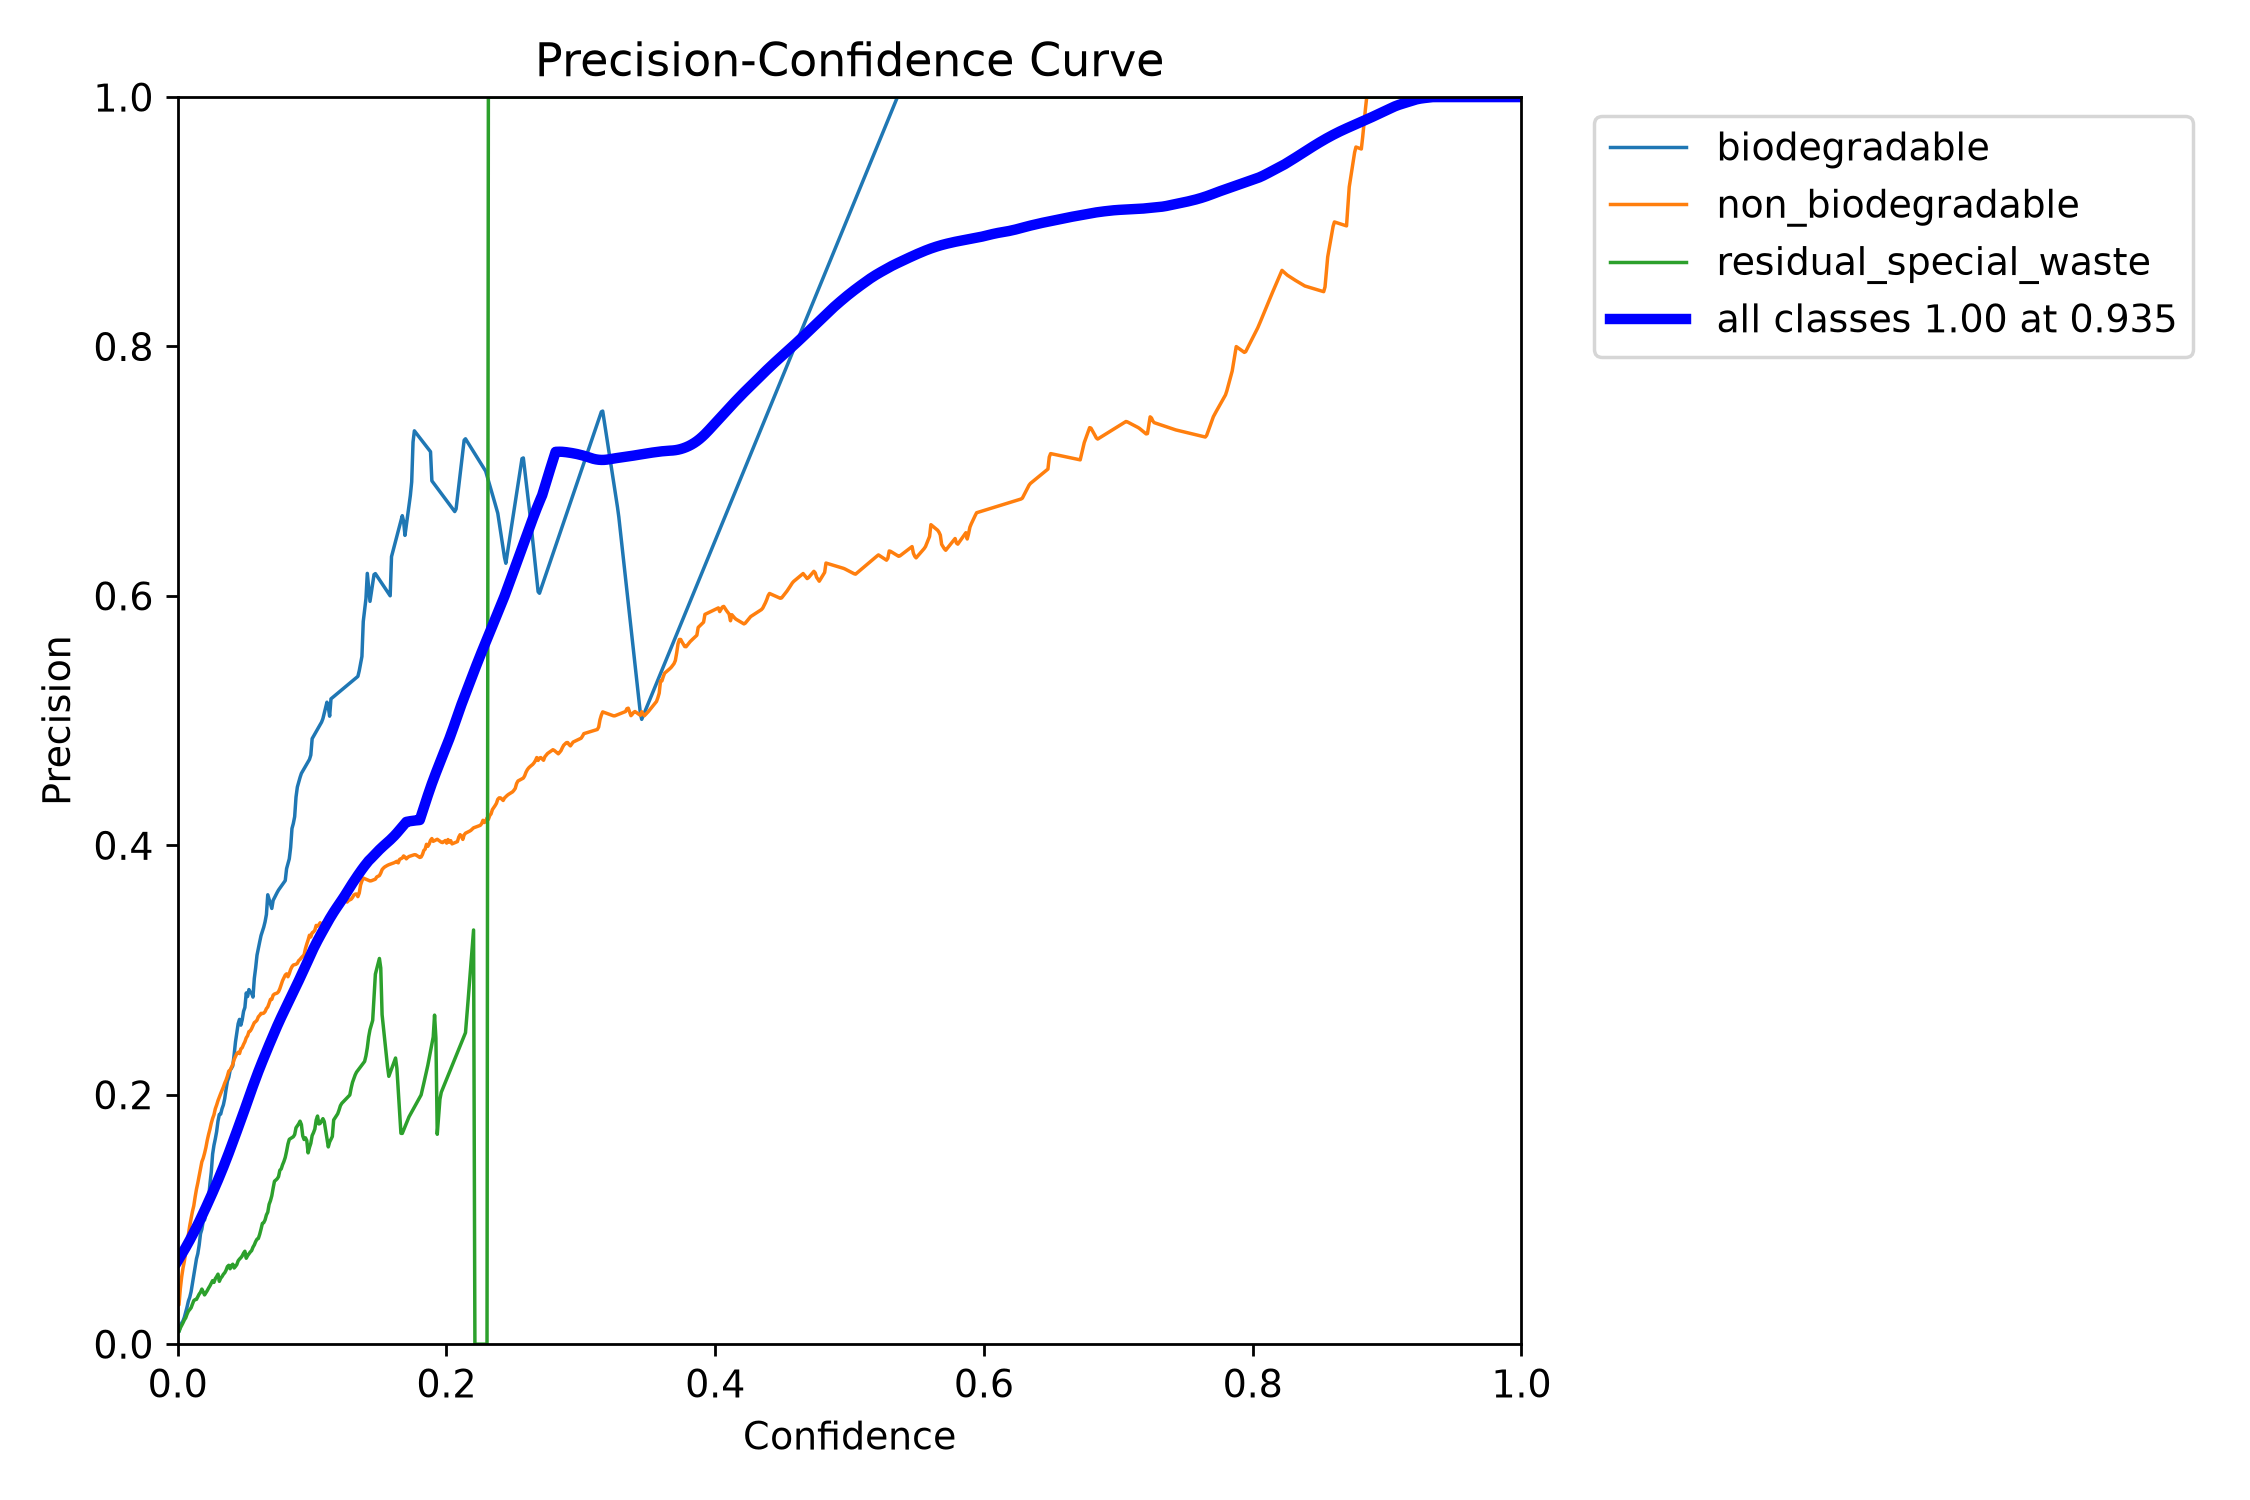 Precision-Confidence Curve
1.0
0.8
0.6
0.4
0.2
0.0
Precision
0.0 0.2 0.4 0.6 0.8 1.0
Confidence
biodegradable
non_biodegradable
residual_special_waste
all classes 1.00 at 0.935